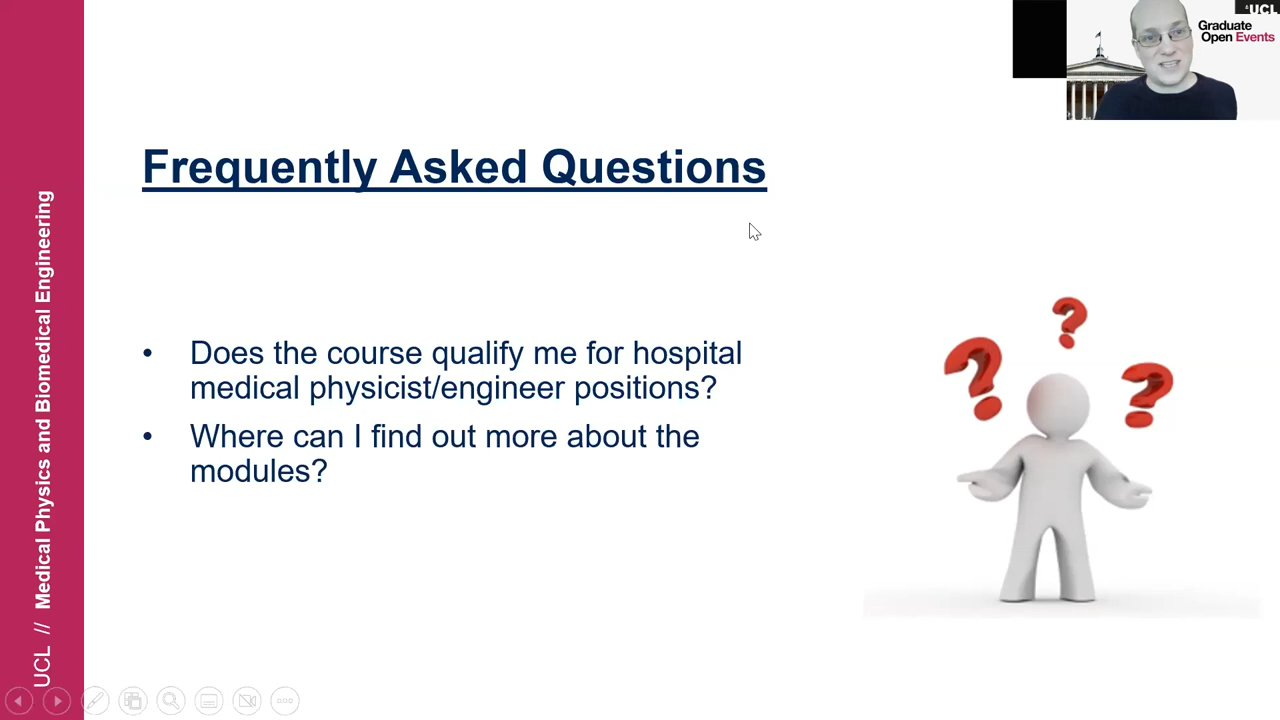 UCL
Graduate
Open Events
Frequently Asked Questions
• Does the course qualify me for hospital
medical physicist/engineer positions?
• Where can I find out more about the
modules?
UCL // Medical Physics and Biomedical Engineering